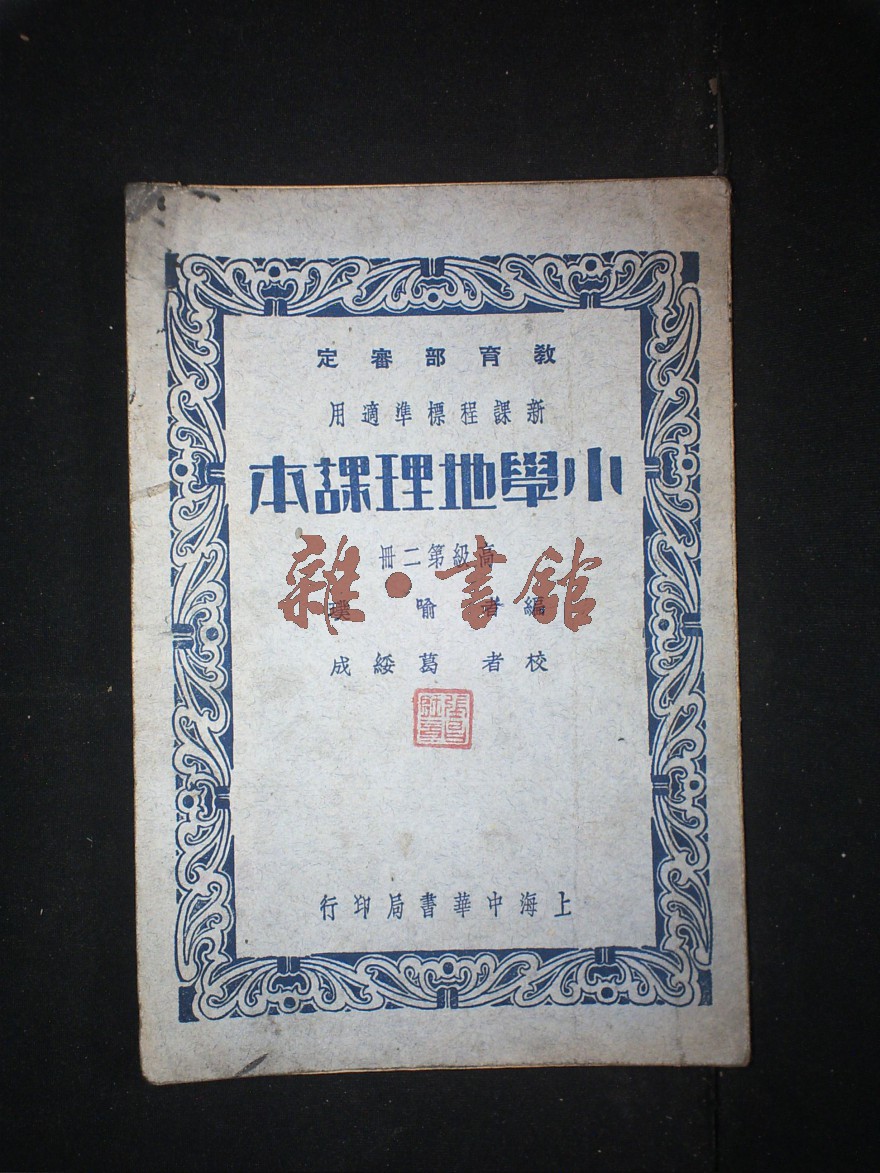 教育部審定
新課程標準適用
小學地理課本
高級第二冊
雜·書館
編者 喻璞
校者 葛綏成
上海中華書局印行